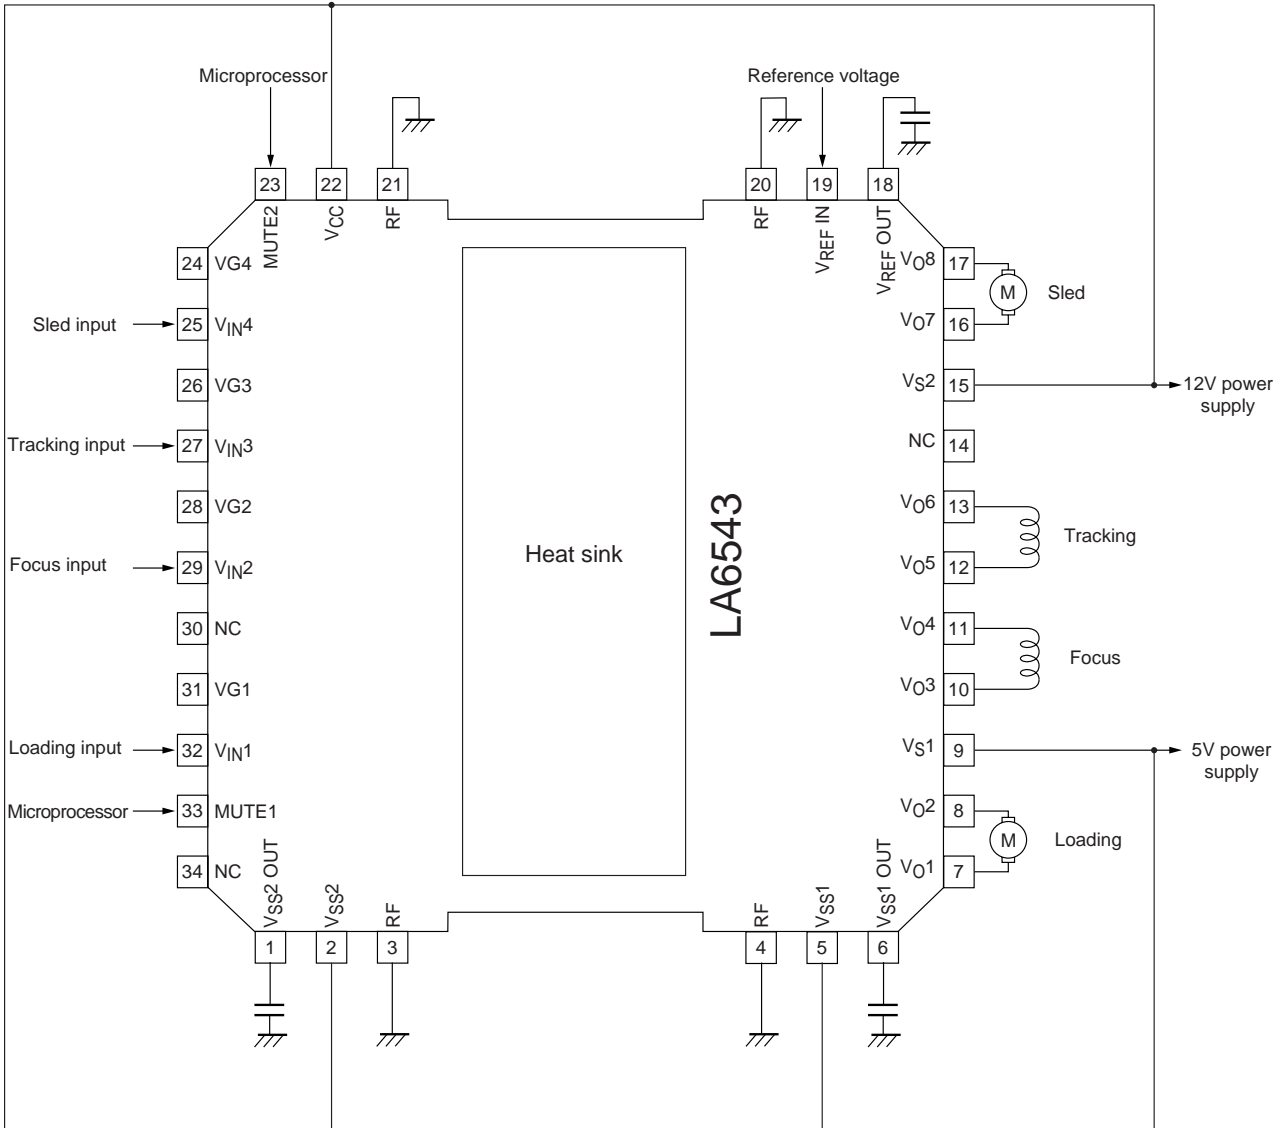 Microprocessor
Reference voltage
23 22 21 20 19 18
MUTE2 VCC RF RF VREF IN VREF OUT
24 VG4 VO8 17
M Sled
Sled input 25 VIN4 VO7 16
26 VG3 VS2 15 12V power
supply
Tracking input 27 VIN3 NC 14
28 VG2 VO6 13
Tracking
Heat sink
LA6543
Focus input 29 VIN2 VO5 12
30 NC VO4 11
Focus
31 VG1 VO3 10
Loading input 32 VIN1 VS1 9 5V power
supply
Microprocessor 33 MUTE1 VO2 8
M Loading
34 NC VO1 7
VSS2 OUT VSS2 RF RF VSS1 VSS1 OUT
1 2 3 4 5 6